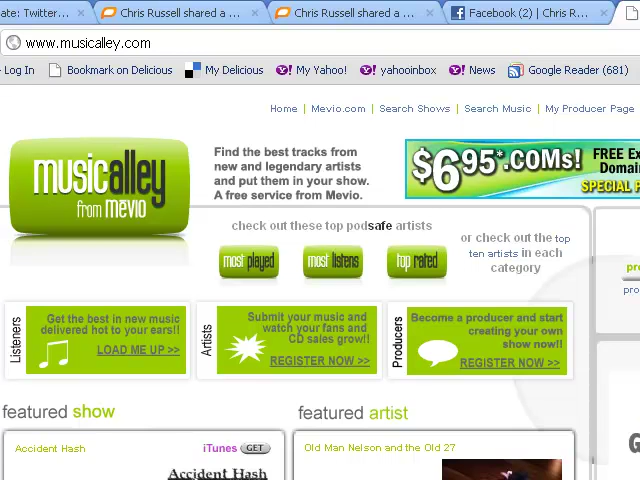 ate: Twitter...
Chris Russell shared a ...
Chris Russell shared a ...
Facebook (2) | Chris R...
www.musicalley.com
Log In
Bookmark on Delicious
My Delicious
My Yahoo!
yahooinbox
News
Google Reader (681)
Home | Mevio.com | Search Shows | Search Music | My Producer Page
musicalley
from mevio
Find the best tracks from
new and legendary artists
and put them in your show.
A free service from Mevio.
$6.95*.COMs!
FREE Ex
Domai
SPECIAL F
check out these top podsafe artists
most played
most listens
top rated
or check out the top
ten artists in each
category
pr
pro
Listeners
Get the best in new music
delivered hot to your ears!!
LOAD ME UP >>
Artists
Submit your music and
watch your fans and
CD sales grow!!
REGISTER NOW >>
Producers
Become a producer and start
creating your own
show now!!
REGISTER NOW >>
featured show
featured artist
Accident Hash
iTunes GET
Accident Hash
Old Man Nelson and the Old 27
G